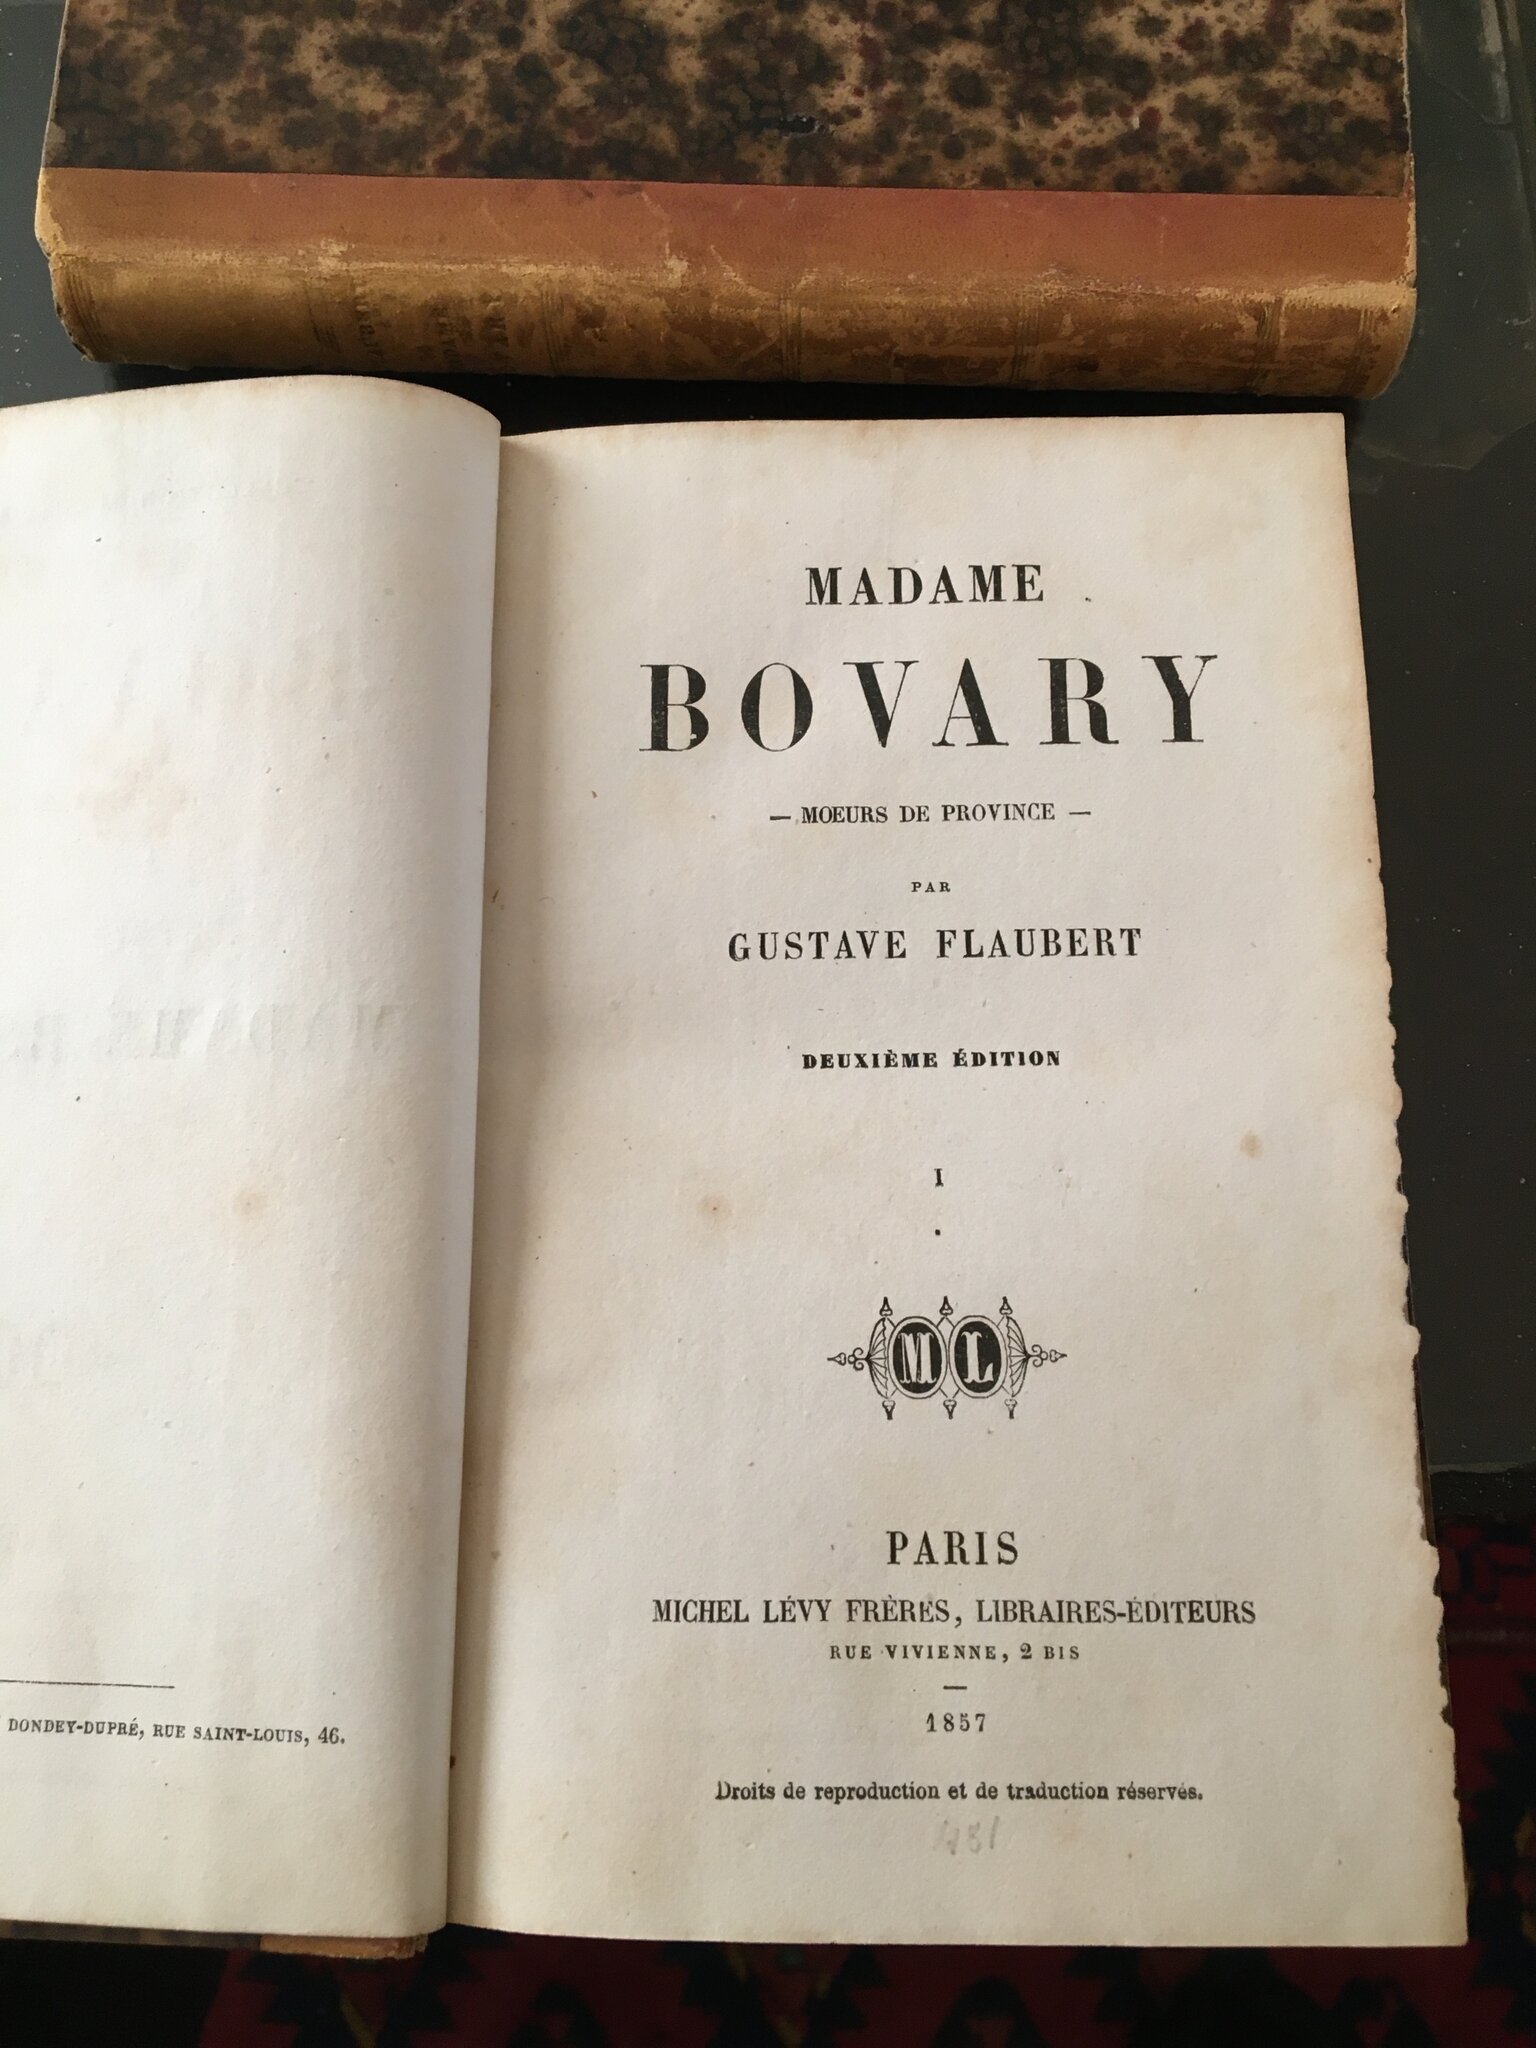 MADAME
BOVARY
— MOEURS DE PROVINCE —
PAR
GUSTAVE FLAUBERT
DEUXIÈME ÉDITION
I
M L
PARIS
MICHEL LÉVY FRÈRES, LIBRAIRES-ÉDITEURS
RUE VIVIENNE, 2 BIS
1857
Droits de reproduction et de traduction réservés.
DONDEY-DUPRÉ, RUE SAINT-LOUIS, 46.